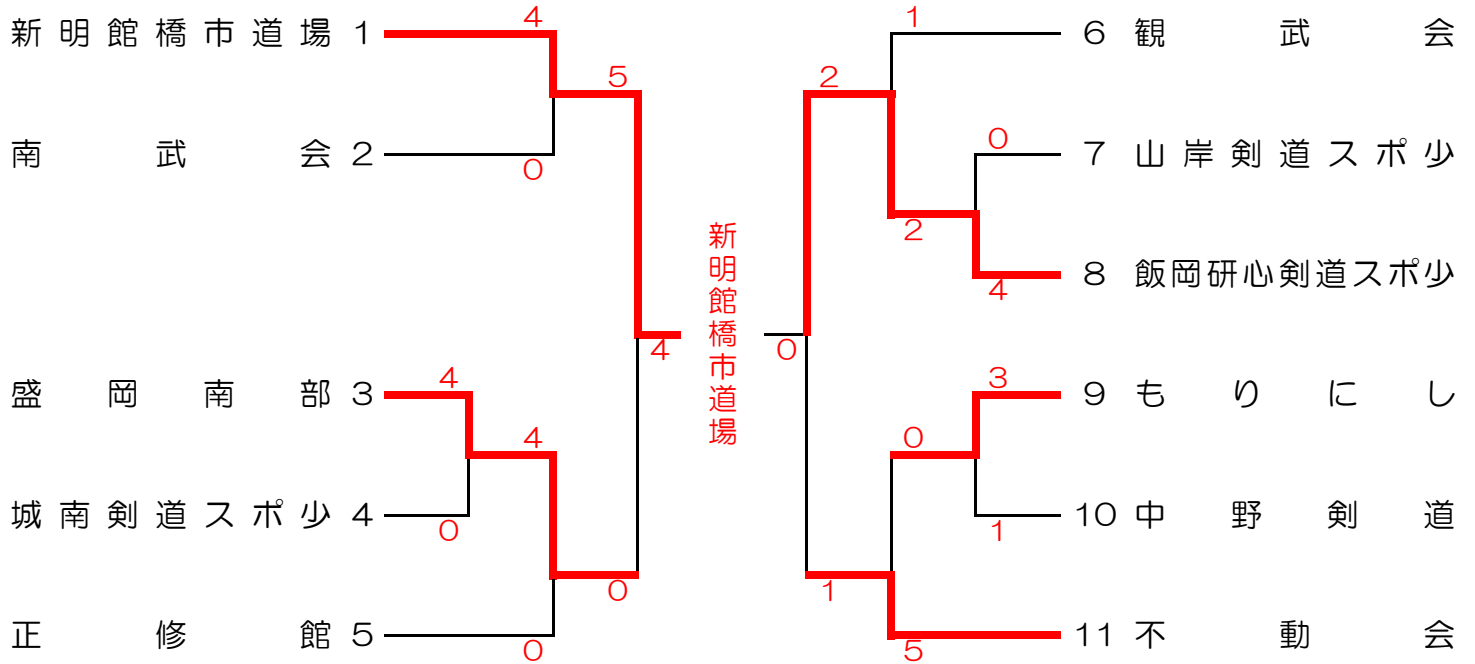 新明館橋市道場 1
4
0
南武会 2
5
盛岡南部 3
4
0
城南剣道スポ少 4
4
0
正修館 5
0
4
新明館橋市道場
0
2
1
6 観武会
2
0
7 山岸剣道スポ少
4
8 飯岡研心剣道スポ少
1
0
3
9 もりにし
1
10 中野剣道
5
11 不動会